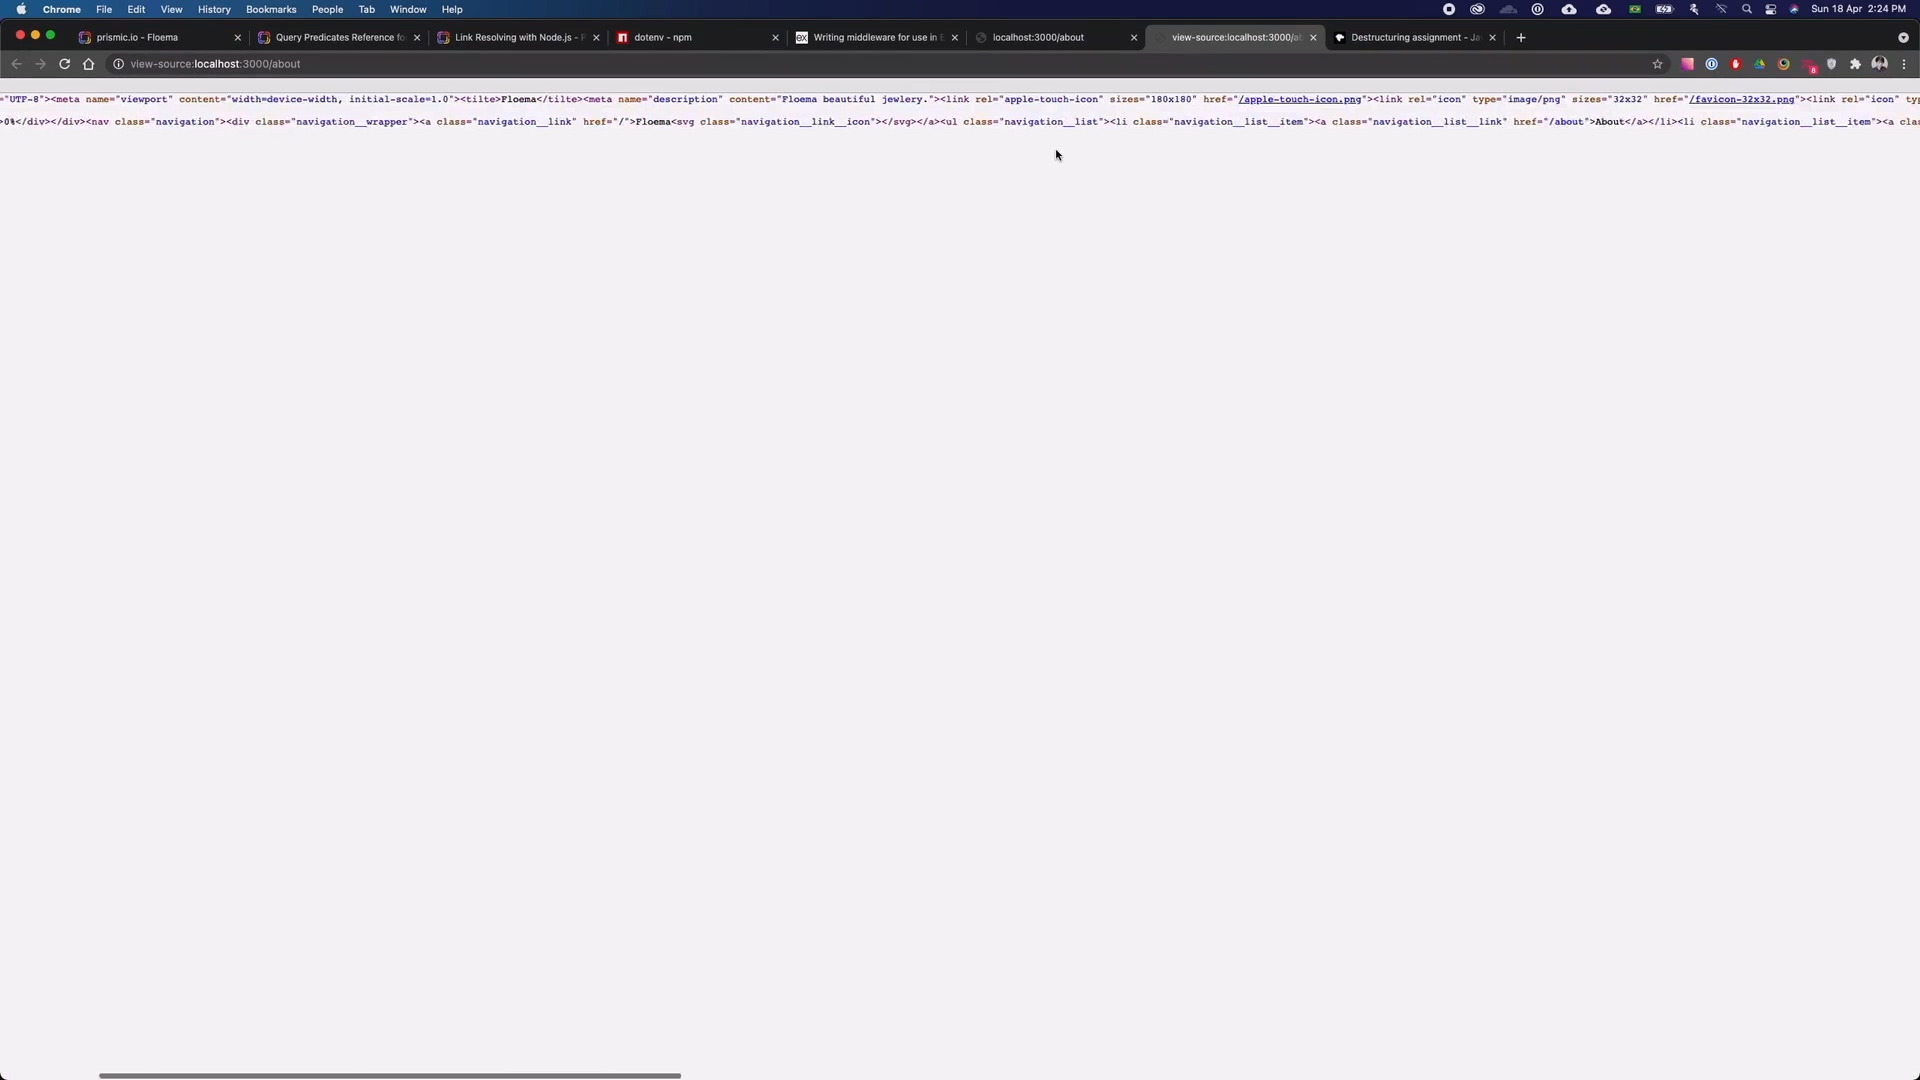 Chrome File Edit View History Bookmarks People Tab Window Help Sun 18 Apr 2:24 PM
prismic.io - Floema Query Predicates Reference fo Link Resolving with Node.js - P dotenv - npm Writing middleware for use in E localhost:3000/about view-source:localhost:3000/ab Destructuring assignment - Ja
view-source:localhost:3000/about
="UTF-8"><meta name="viewport" content="width=device-width, initial-scale=1.0"><tilte>Floema</tilte><meta name="description" content="Floema beautiful jewlery."><link rel="apple-touch-icon" sizes="180x180" href="/apple-touch-icon.png"><link rel="icon" type="image/png" sizes="32x32" href="/favicon-32x32.png"><link rel="icon" typ
>0%</div></div><nav class="navigation"><div class="navigation__wrapper"><a class="navigation__link" href="/">Floema<svg class="navigation__link__icon"></svg></a><ul class="navigation__list"><li class="navigation__list__item"><a class="navigation__list__link" href="/about">About</a></li><li class="navigation__list__item"><a clas